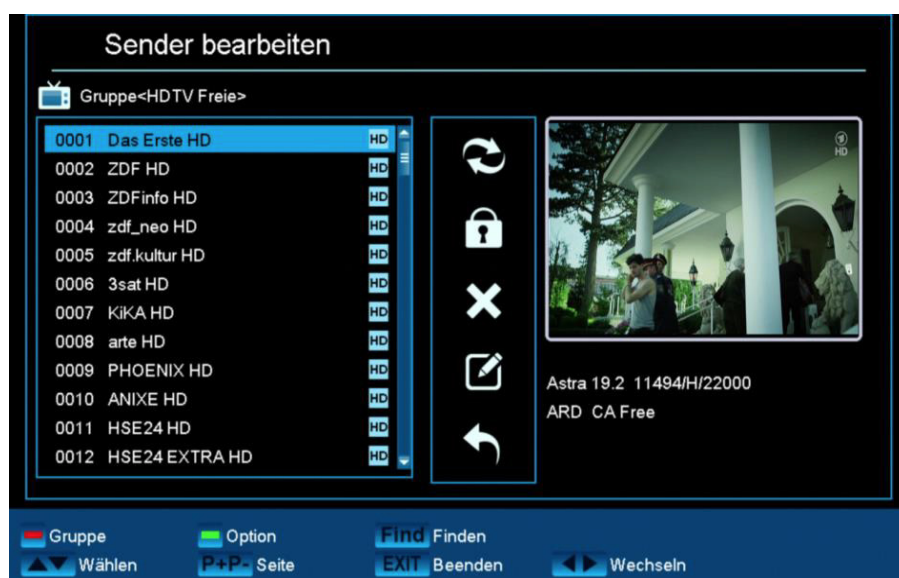 Sender bearbeiten
Gruppe<HDTV Freie>
0001 Das Erste HD HD
0002 ZDF HD HD
0003 ZDFinfo HD HD
0004 zdf_neo HD HD
0005 zdf.kultur HD HD
0006 3sat HD HD
0007 KiKA HD HD
0008 arte HD HD
0009 PHOENIX HD HD
0010 ANIXE HD HD
0011 HSE24 HD HD
0012 HSE24 EXTRA HD HD
HD
Astra 19.2 11494/H/22000
ARD CA Free
Gruppe Option Find Finden
Wählen P+P- Seite EXIT Beenden Wechseln